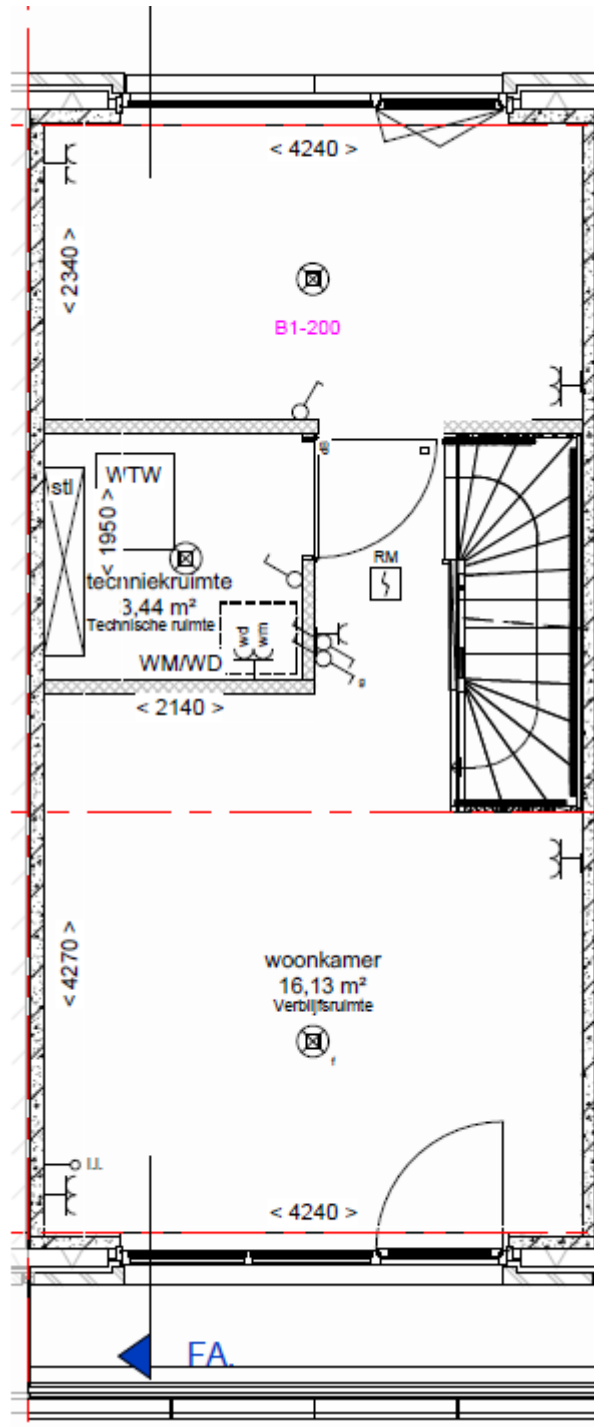 < 4240 >
< 2340 >
B1-200
stl
WTW
< 1950 >
RM
techniekruimte
3,44 m²
Technische ruimte
wd
wm
WM/WD
g
< 2140 >
< 4270 >
woonkamer
16,13 m²
Verblijfsruimte
f
< 4240 >
FA.